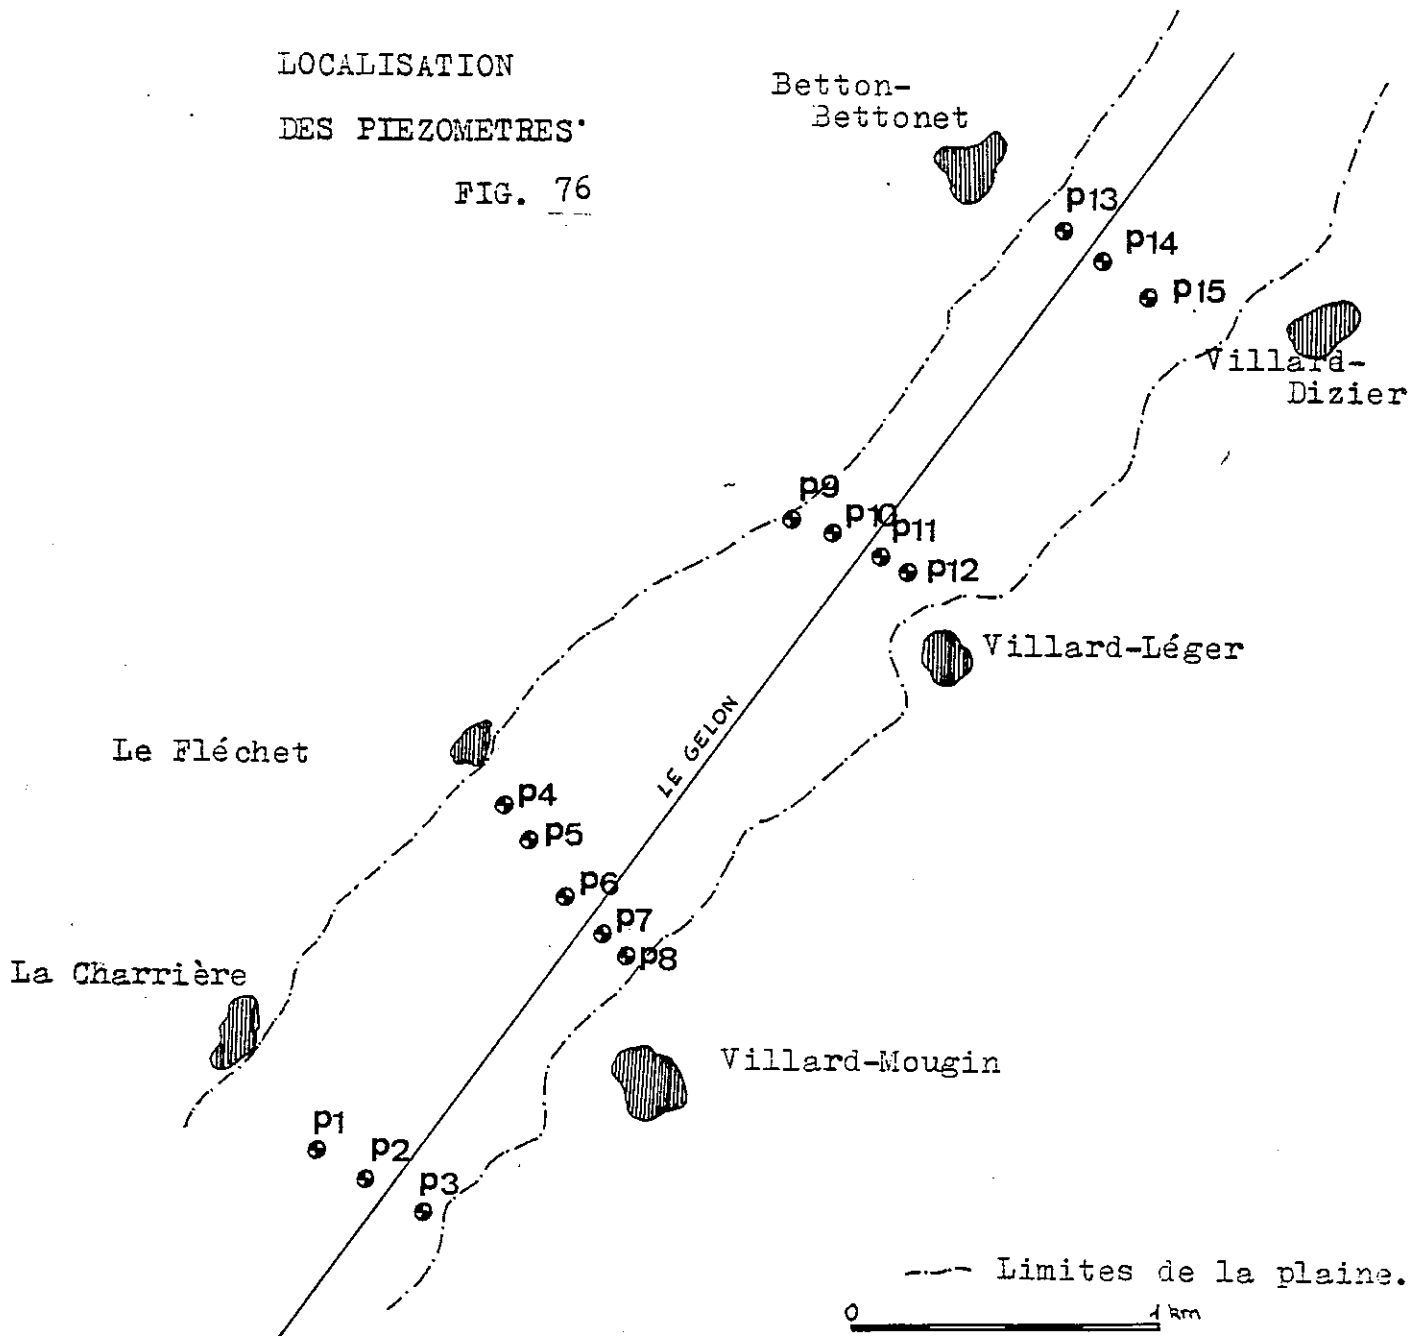 LOCALISATION
DES PIEZOMETRES
FIG. 76
Betton-
Bettonet
p13
p14
p15
Villard-
Dizier
p9
p10
p11
p12
Villard-Léger
LE GELON
Le Fléchet
p4
p5
p6
p7
p8
La Charrière
Villard-Mougin
p1
p2
p3
Limites de la plaine.
0 1 km